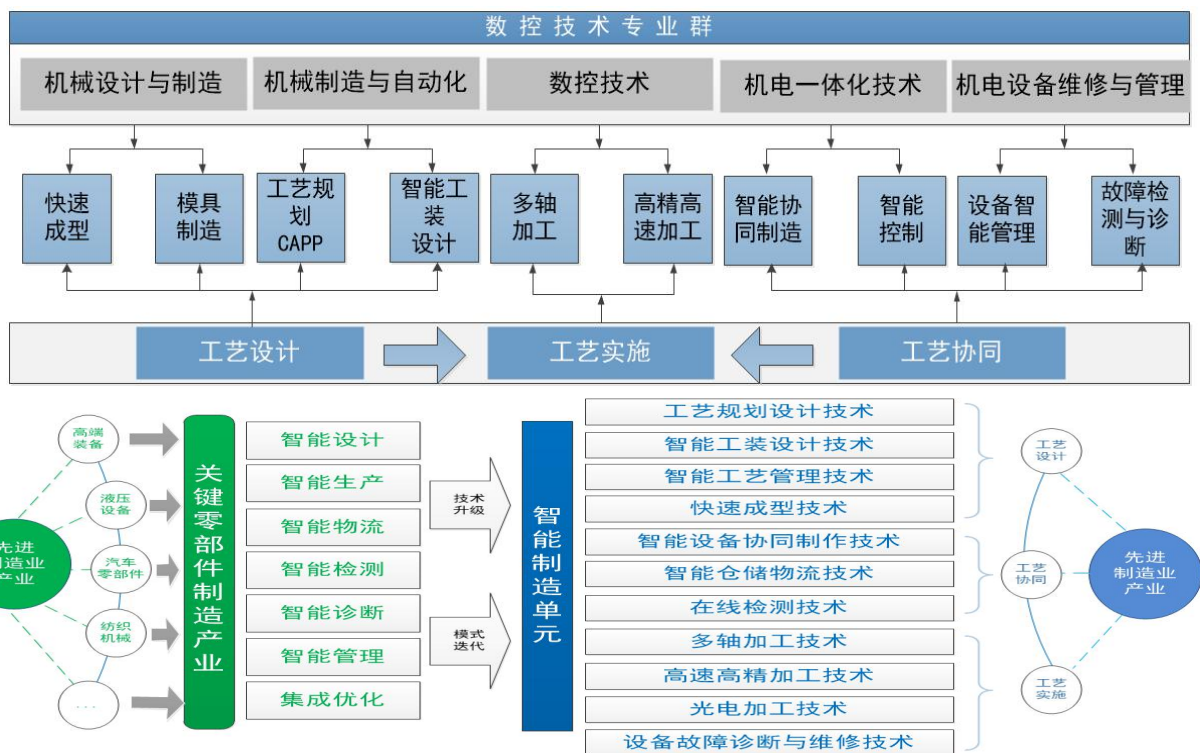 数控技术专业群
机械设计与制造
机械制造与自动化
数控技术
机电一体化技术
机电设备维修与管理
快速
成型
模具
制造
工艺规
划
CAPP
智能工
装
设计
多轴
加工
高精高
速加工
智能协
同制造
智能
控制
设备智
能管理
故障检
测与诊
断
工艺设计
工艺实施
工艺协同
先进
制造业
产业
高端
装备
液压
设备
汽车
零部件
纺织
机械
...
关键零部件制造产业
智能设计
智能生产
智能物流
智能检测
智能诊断
智能管理
集成优化
技术
升级
模式
迭代
智能制造单元
工艺规划设计技术
智能工装设计技术
智能工艺管理技术
快速成型技术
智能设备协同制作技术
智能仓储物流技术
在线检测技术
多轴加工技术
高速高精加工技术
光电加工技术
设备故障诊断与维修技术
工艺
设计
工艺
协同
工艺
实施
先进
制造业
产业